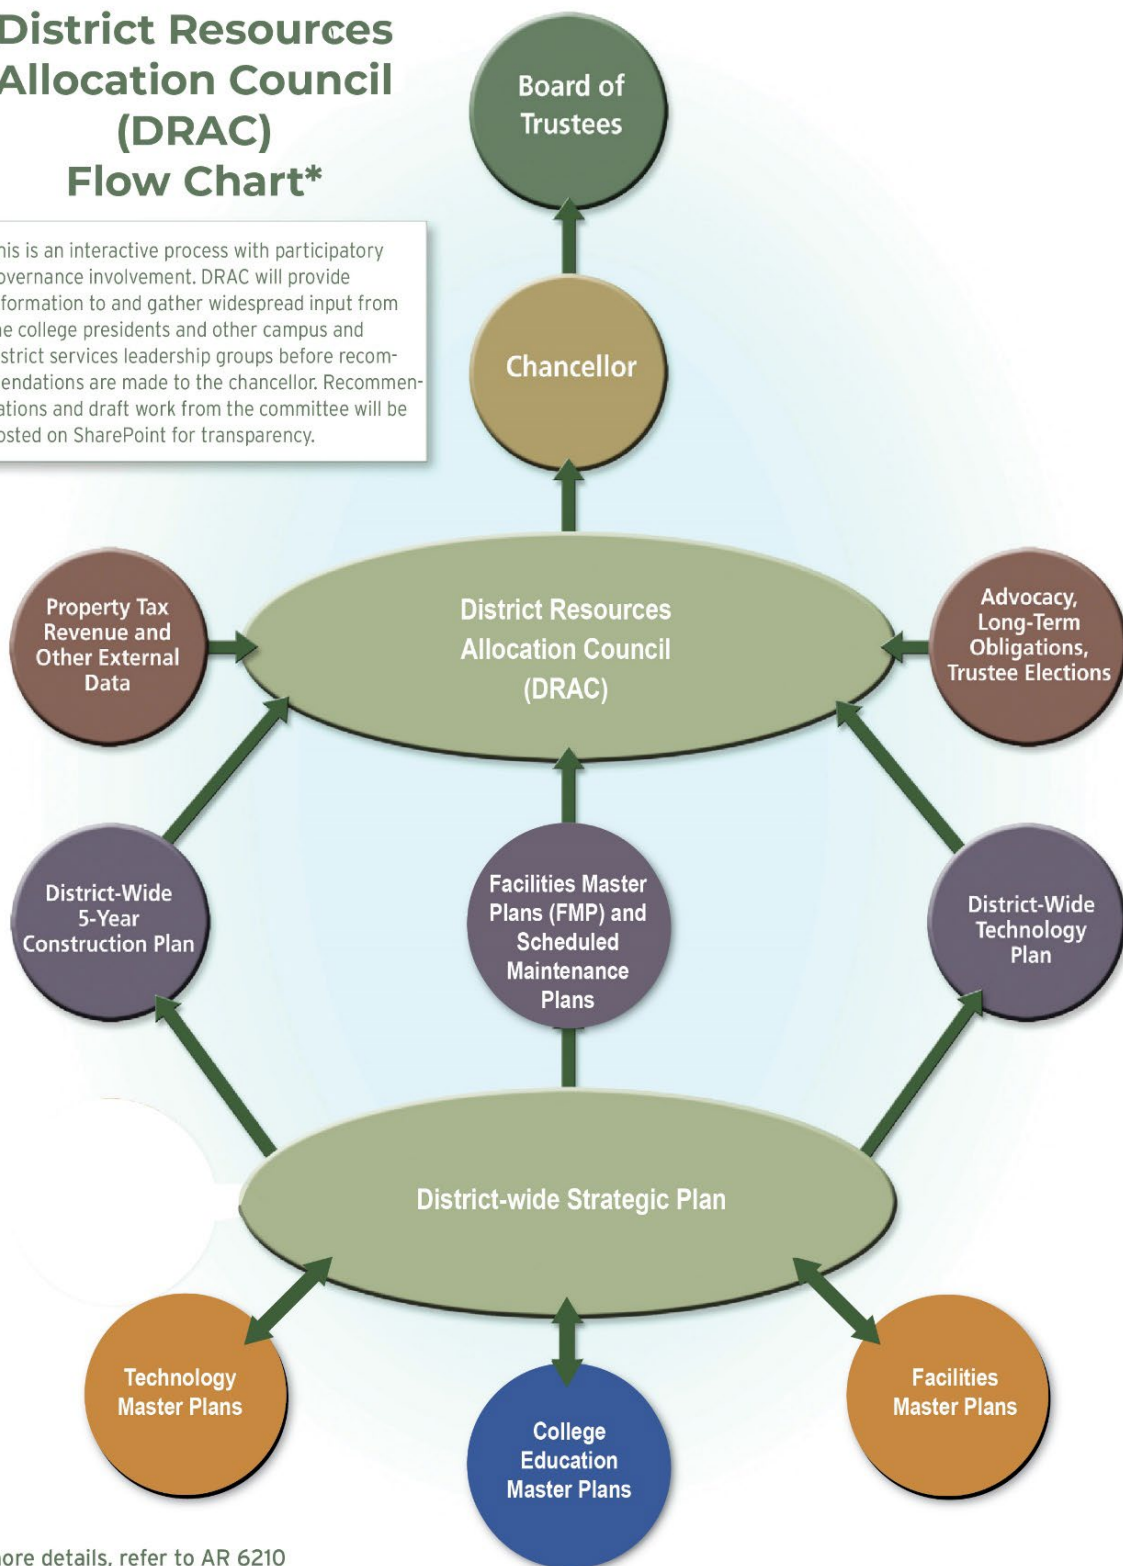 District Resources
Allocation Council
(DRAC)
Flow Chart*
his is an interactive process with participatory
overnance involvement. DRAC will provide
formation to and gather widespread input from
he college presidents and other campus and
strict services leadership groups before recom-
endations are made to the chancellor. Recommen-
ations and draft work from the committee will be
osted on SharePoint for transparency.
Board of
Trustees
Chancellor
Property Tax
Revenue and
Other External
Data
District Resources
Allocation Council
(DRAC)
Advocacy,
Long-Term
Obligations,
Trustee Elections
District-Wide
5-Year
Construction Plan
Facilities Master
Plans (FMP) and
Scheduled
Maintenance
Plans
District-Wide
Technology
Plan
District-wide Strategic Plan
Technology
Master Plans
College
Education
Master Plans
Facilities
Master Plans
more details, refer to AR 6210